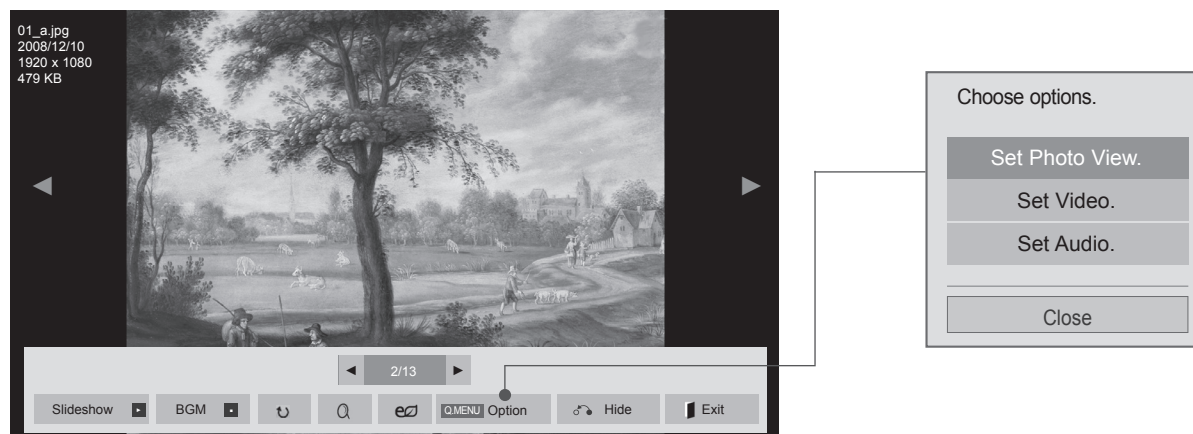 01_a.jpg
2008/12/10
1920 x 1080
479 KB
◀ 2/13 ▶
Slideshow BGM Q.MENU Option Hide Exit
Choose options.
Set Photo View.
Set Video.
Set Audio.
Close